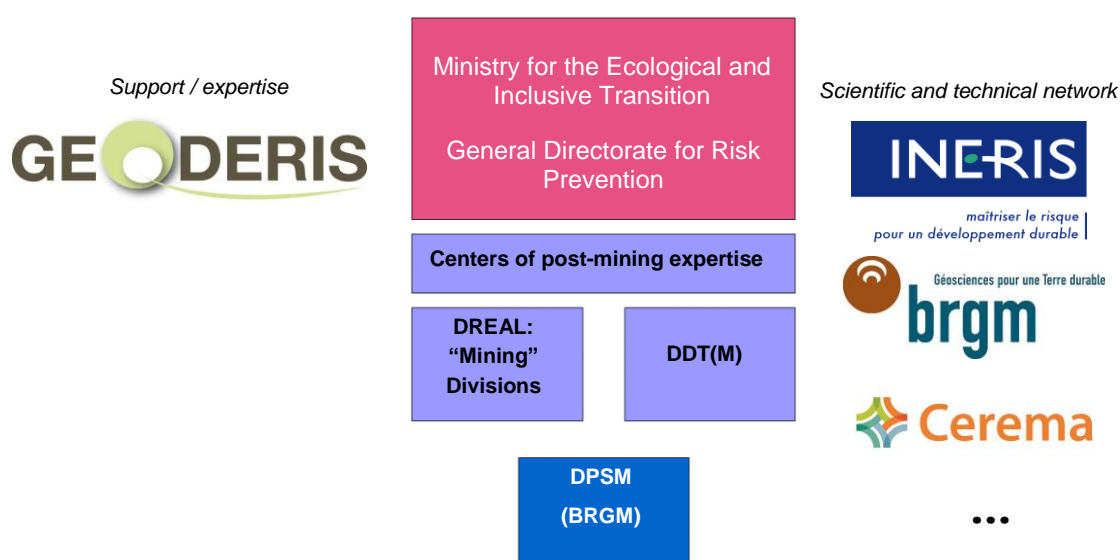 Support / expertise
GEODERIS
Ministry for the Ecological and
Inclusive Transition
General Directorate for Risk
Prevention
Centers of post-mining expertise
DREAL:
“Mining”
Divisions
DDT(M)
DPSM
(BRGM)
Scientific and technical network
INERIS
maîtriser le risque
pour un développement durable
Géosciences pour une Terre durable
brgm
Cerema
...